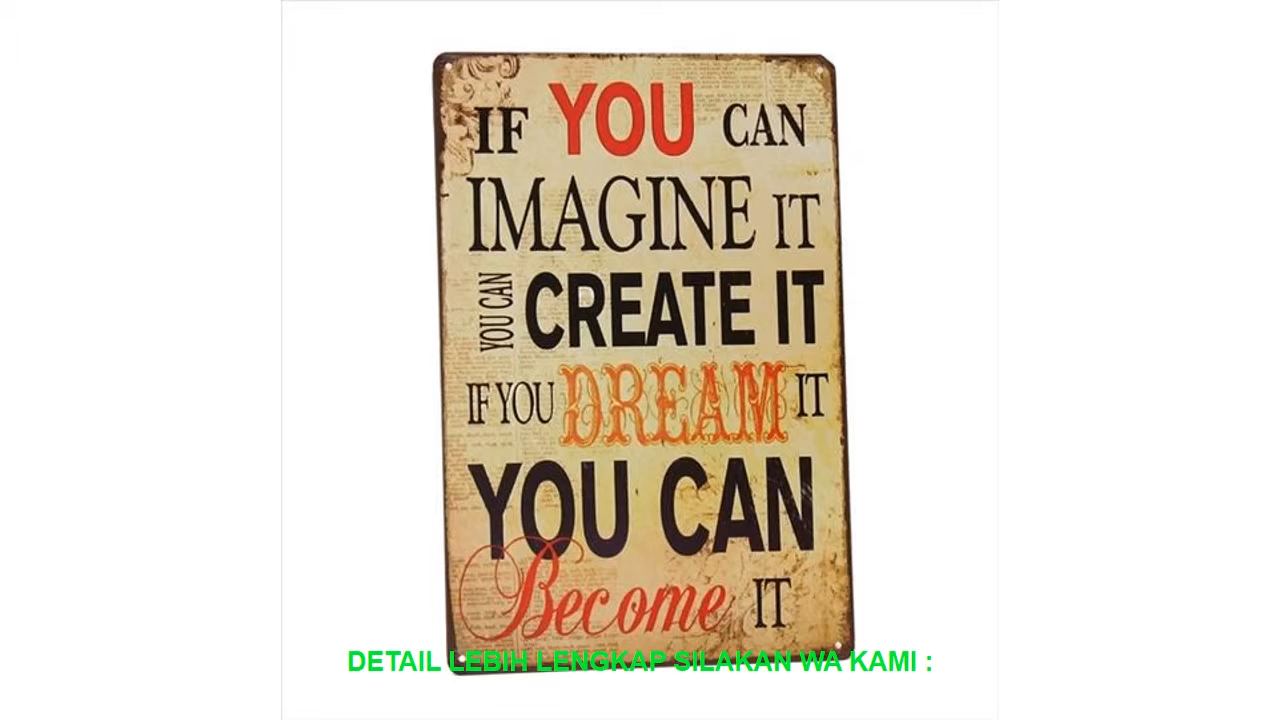 IF YOU CAN
IMAGINE IT
YOU CAN CREATE IT
IF YOU DREAM IT
YOU CAN
Become IT
DETAIL LEBIH LENGKAP SILAKAN WA KAMI :